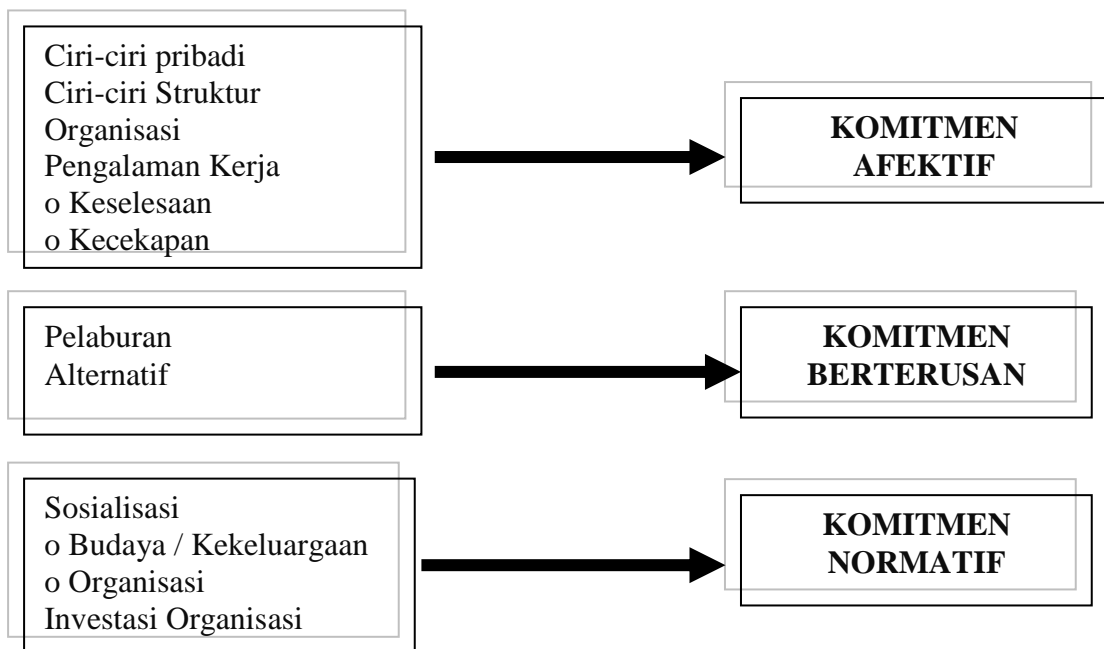 Ciri-ciri pribadi
Ciri-ciri Struktur
Organisasi
Pengalaman Kerja
o Keselesaan
o Kecekapan
KOMITMEN
AFEKTIF
Pelaburan
Alternatif
KOMITMEN
BERTERUSAN
Sosialisasi
o Budaya / Kekeluargaan
o Organisasi
Investasi Organisasi
KOMITMEN
NORMATIF